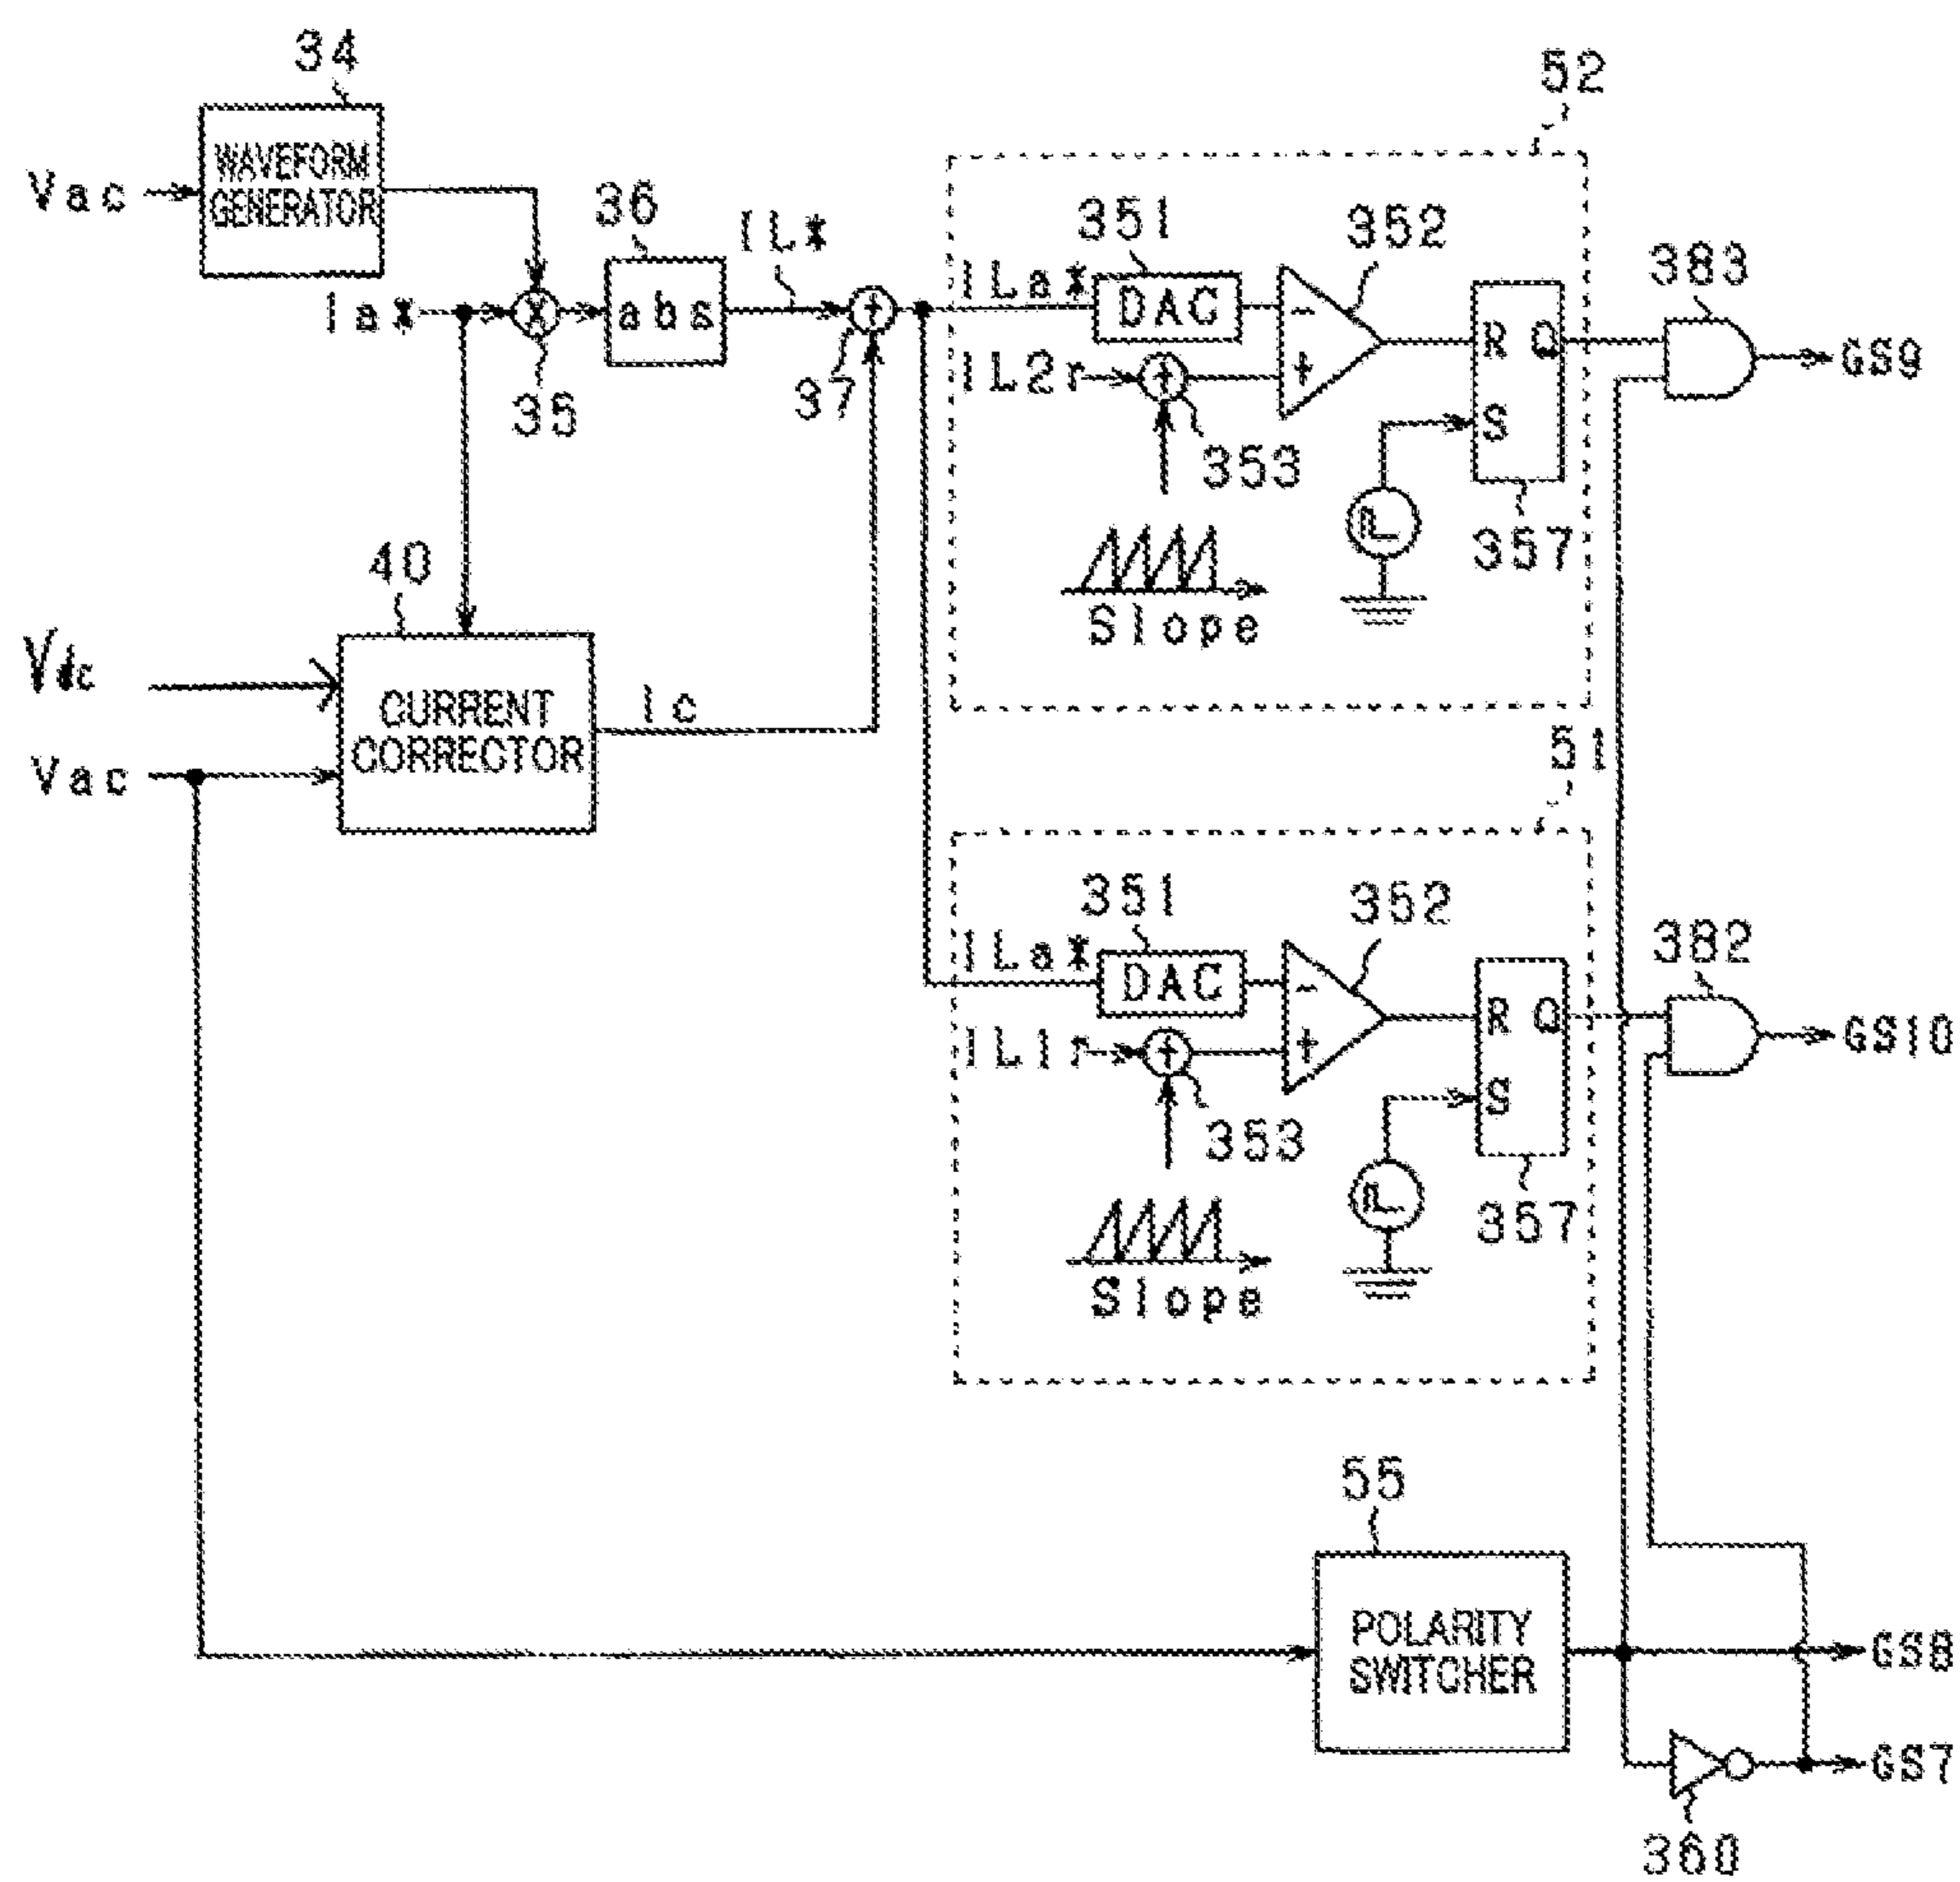 34
52
WAVEFORM
GENERATOR
Vac
36
IL*
351
352
383
ILa*
DAC
-
Ia*
X
abs
+
R Q
GS9
IL2r
+
+
35
37
S
353
357
Slope
40
Vdc
CURRENT
CORRECTOR
Ic
Vac
51
351
352
382
ILa*
DAC
-
R Q
GS10
IL1r
+
+
S
353
357
Slope
55
POLARITY
SWITCHER
GS8
GS7
360